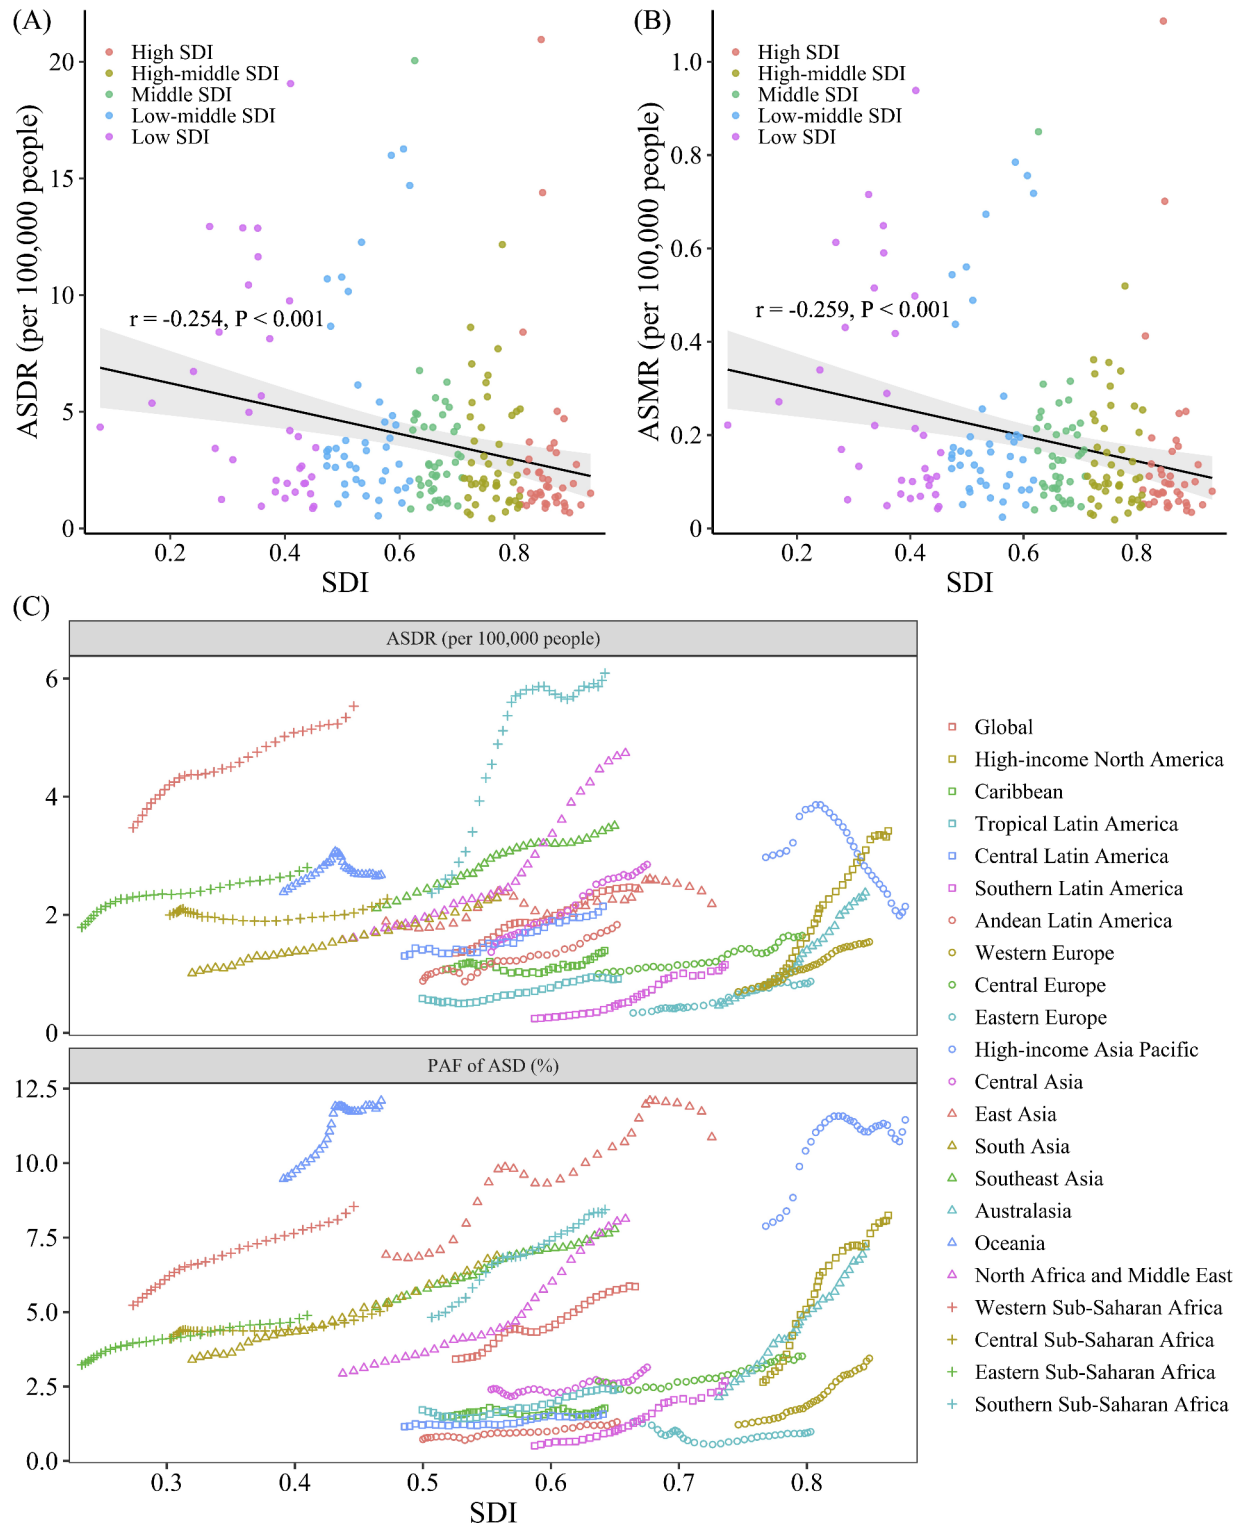 (A)
ASDR (per 100,000 people)
20
15
10
5
0
High SDI
High-middle SDI
Middle SDI
Low-middle SDI
Low SDI
r = -0.254, P < 0.001
0.2 0.4 0.6 0.8
SDI
(B)
ASMR (per 100,000 people)
1.0
0.8
0.6
0.4
0.2
0
High SDI
High-middle SDI
Middle SDI
Low-middle SDI
Low SDI
r = -0.259, P < 0.001
0.2 0.4 0.6 0.8
SDI
(C)
ASDR (per 100,000 people)
6
4
2
0
PAF of ASD (%)
12.5
10.0
7.5
5.0
2.5
0.0
0.3 0.4 0.5 0.6 0.7 0.8
SDI
Global
High-income North America
Caribbean
Tropical Latin America
Central Latin America
Southern Latin America
Andean Latin America
Western Europe
Central Europe
Eastern Europe
High-income Asia Pacific
Central Asia
East Asia
South Asia
Southeast Asia
Australasia
Oceania
North Africa and Middle East
Western Sub-Saharan Africa
Central Sub-Saharan Africa
Eastern Sub-Saharan Africa
Southern Sub-Saharan Africa